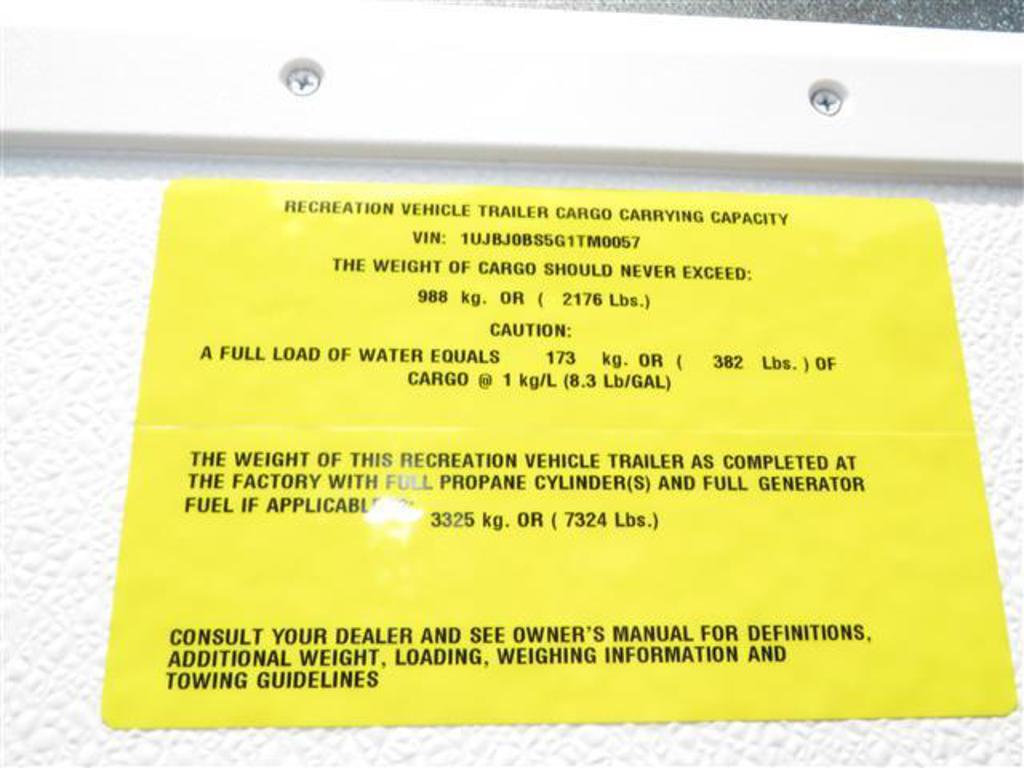 RECREATION VEHICLE TRAILER CARGO CARRYING CAPACITY
VIN: 1UJBJ0BS5G1TM0057
THE WEIGHT OF CARGO SHOULD NEVER EXCEED:
988 kg. OR ( 2176 Lbs.)
CAUTION:
A FULL LOAD OF WATER EQUALS 173 kg. OR ( 382 Lbs. ) OF
CARGO @ 1 kg/L (8.3 Lb/GAL)
THE WEIGHT OF THIS RECREATION VEHICLE TRAILER AS COMPLETED AT
THE FACTORY WITH FULL PROPANE CYLINDER(S) AND FULL GENERATOR
FUEL IF 3325 kg. OR ( 7324 Lbs.)
CONSULT YOUR DEALER AND SEE OWNER'S MANUAL FOR DEFINITIONS,
ADDITIONAL WEIGHT, LOADING, WEIGHING INFORMATION AND
TOWING GUIDELINES